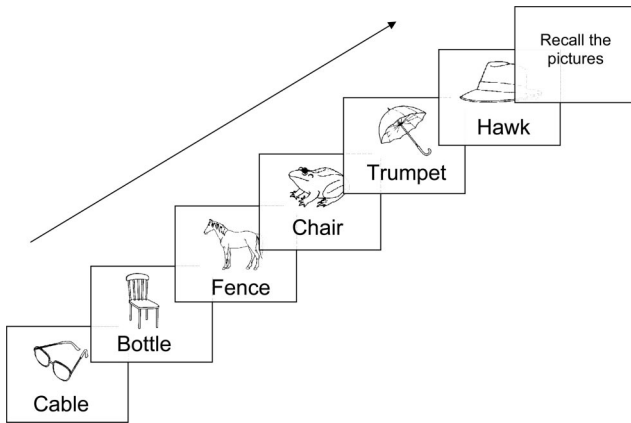 Recall the
pictures
Hawk
Trumpet
Chair
Fence
Bottle
Cable